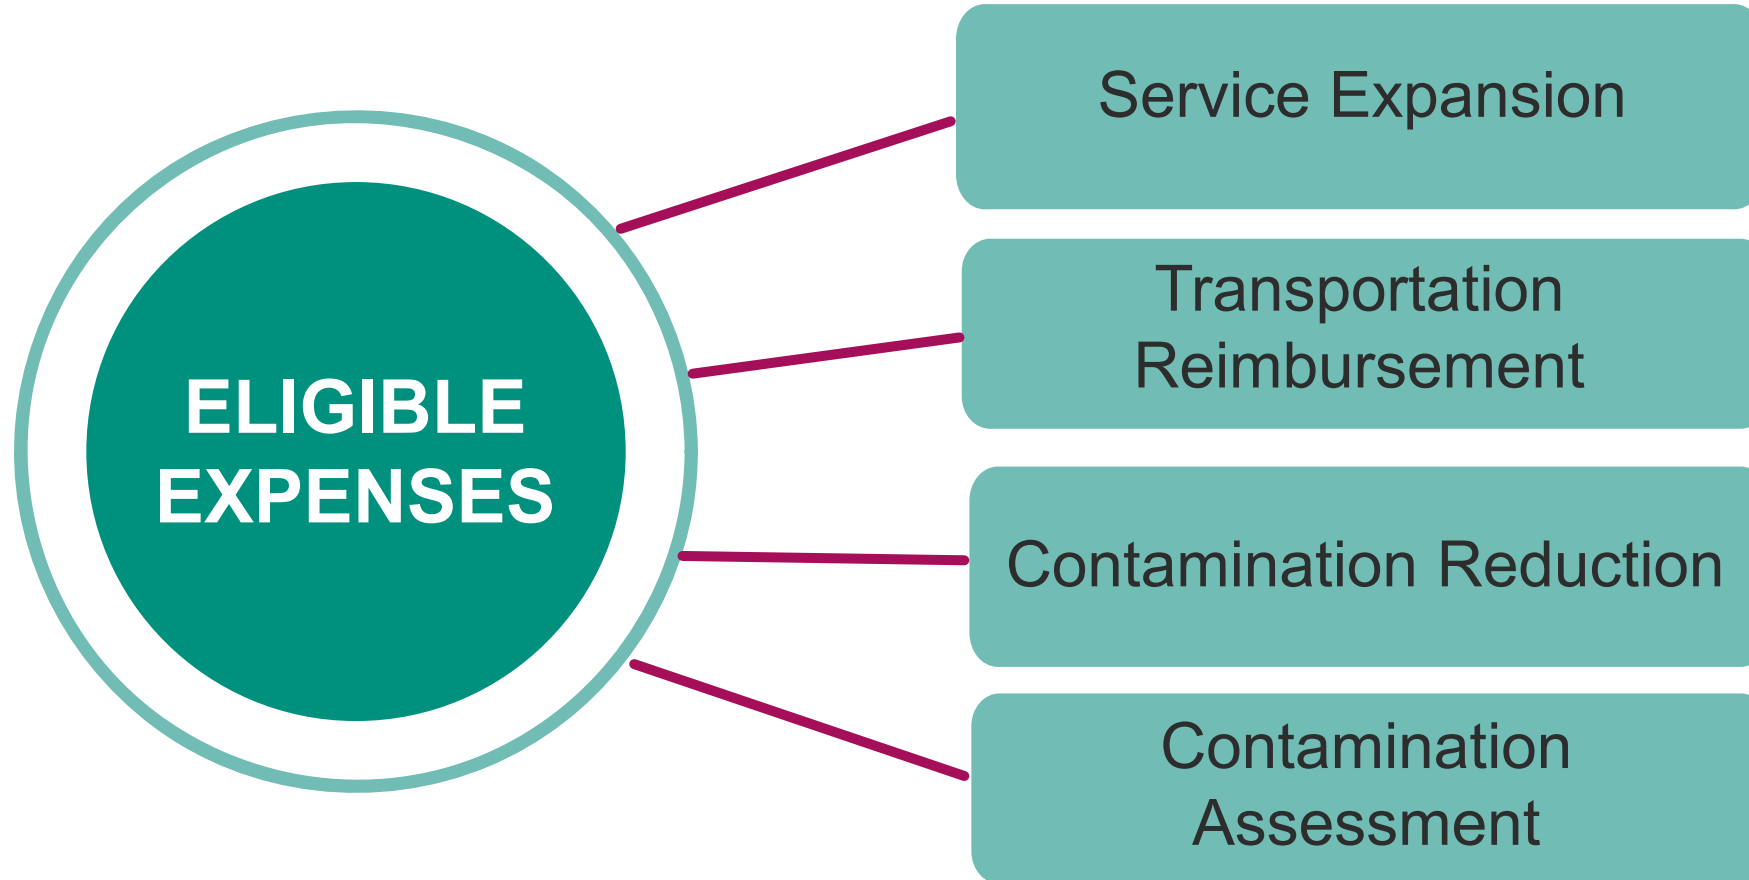 ELIGIBLE
EXPENSES
Service Expansion
Transportation
Reimbursement
Contamination Reduction
Contamination
Assessment